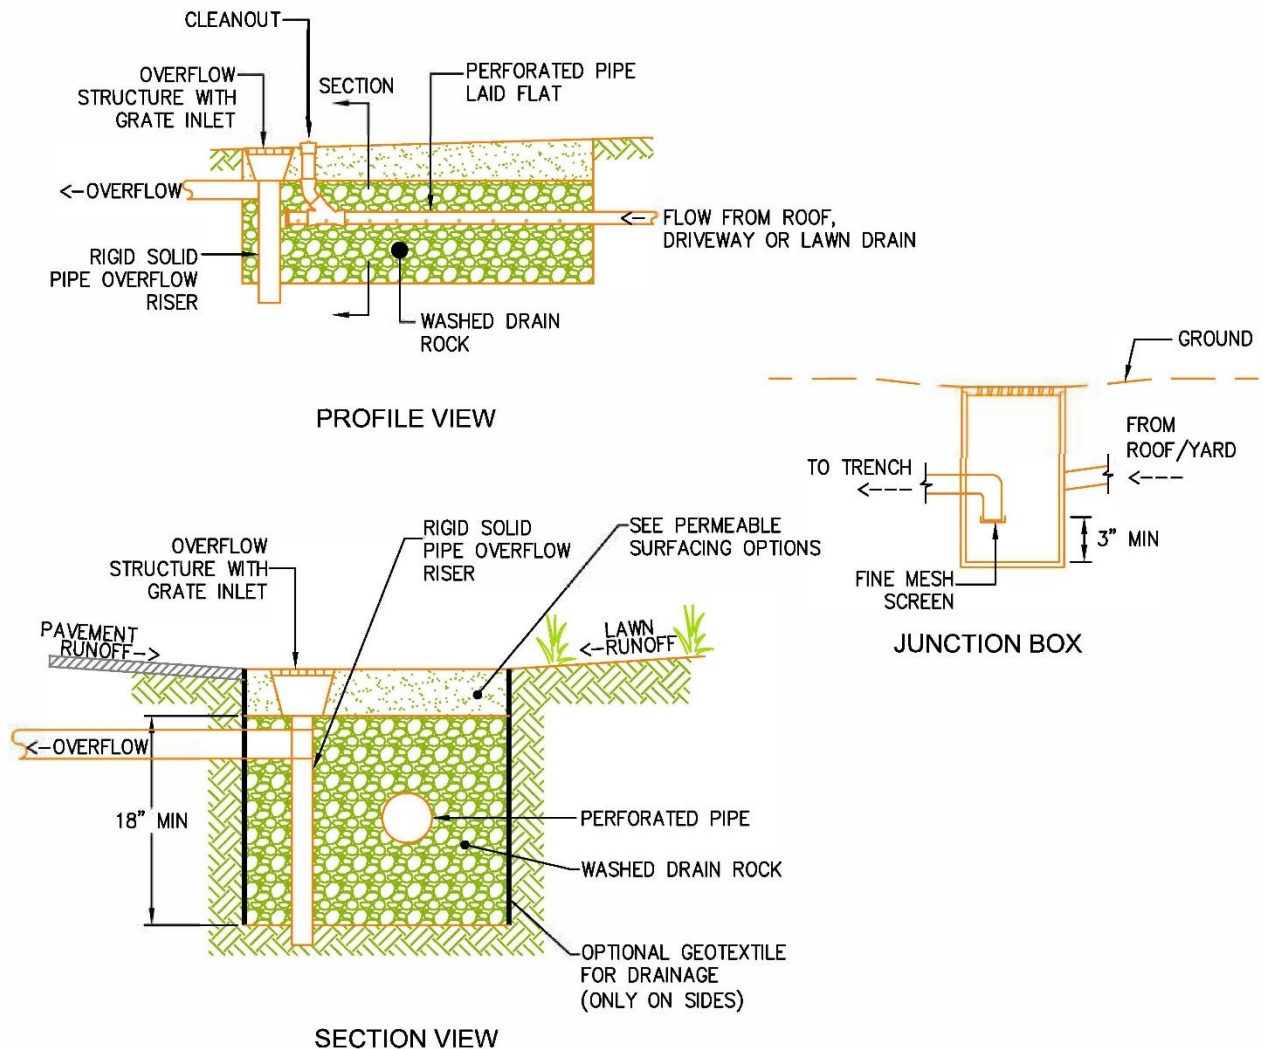 CLEANOUT
OVERFLOW
STRUCTURE WITH
GRATE INLET
SECTION
PERFORATED PIPE
LAID FLAT
<-OVERFLOW
<- FLOW FROM ROOF,
DRIVEWAY OR LAWN DRAIN
RIGID SOLID
PIPE OVERFLOW
RISER
WASHED DRAIN
ROCK
PROFILE VIEW
GROUND
FROM
ROOF/YARD
<---
TO TRENCH
<---
3" MIN
FINE MESH
SCREEN
JUNCTION BOX
OVERFLOW
STRUCTURE WITH
GRATE INLET
RIGID SOLID
PIPE OVERFLOW
RISER
SEE PERMEABLE
SURFACING OPTIONS
PAVEMENT
RUNOFF->
LAWN
<-RUNOFF
<-OVERFLOW
18" MIN
PERFORATED PIPE
WASHED DRAIN ROCK
OPTIONAL GEOTEXTILE
FOR DRAINAGE
(ONLY ON SIDES)
SECTION VIEW